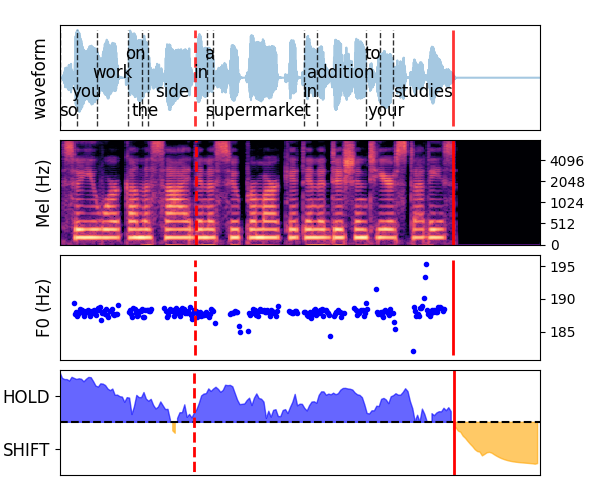 waveform
on a to
work in addition
you side in studies
so the supermarket your
Mel (Hz)
4096
2048
1024
512
0
F0 (Hz)
195
190
185
HOLD
SHIFT